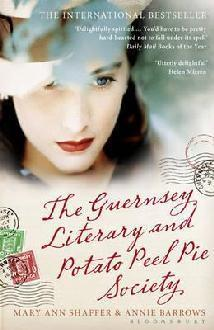 THE INTERNATIONAL BESTSELLER
'Delightfully spirited ... You'd have to be pretty
hard hearted not to fall under its spell'
Daily Mail Books of the Year
'Utterly delightful'
Helen Mirren
The Guernsey
Literary and
Potato Peel Pie
Society
MARY ANN SHAFFER & ANNIE BARROWS
BLOOMSBURY